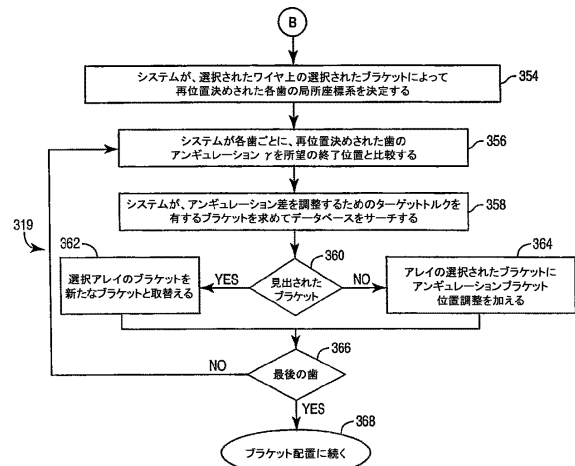 B
システムが、選択されたワイヤ上の選択されたブラケットによって
再位置決めされた各歯の局所座標系を決定する
354
システムが各歯ごとに、再位置決めされた歯の
アンギュレーション γ を所望の終了位置と比較する
356
システムが、アンギュレーション差を調整するためのターゲットトルクを
有するブラケットを求めてデータベースをサーチする
358
319
362
選択アレイのブラケットを
新たなブラケットと取替える
YES
360
見出された
ブラケット
NO
364
アレイの選択されたブラケットに
アンギュレーションブラケット
位置調整を加える
NO
366
最後の歯
YES
368
ブラケット配置に続く